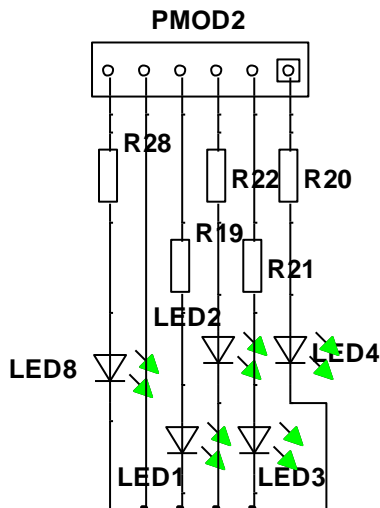 PMOD2
R28
R22
R20
R19
R21
LED2
LED4
LED8
LED1
LED3